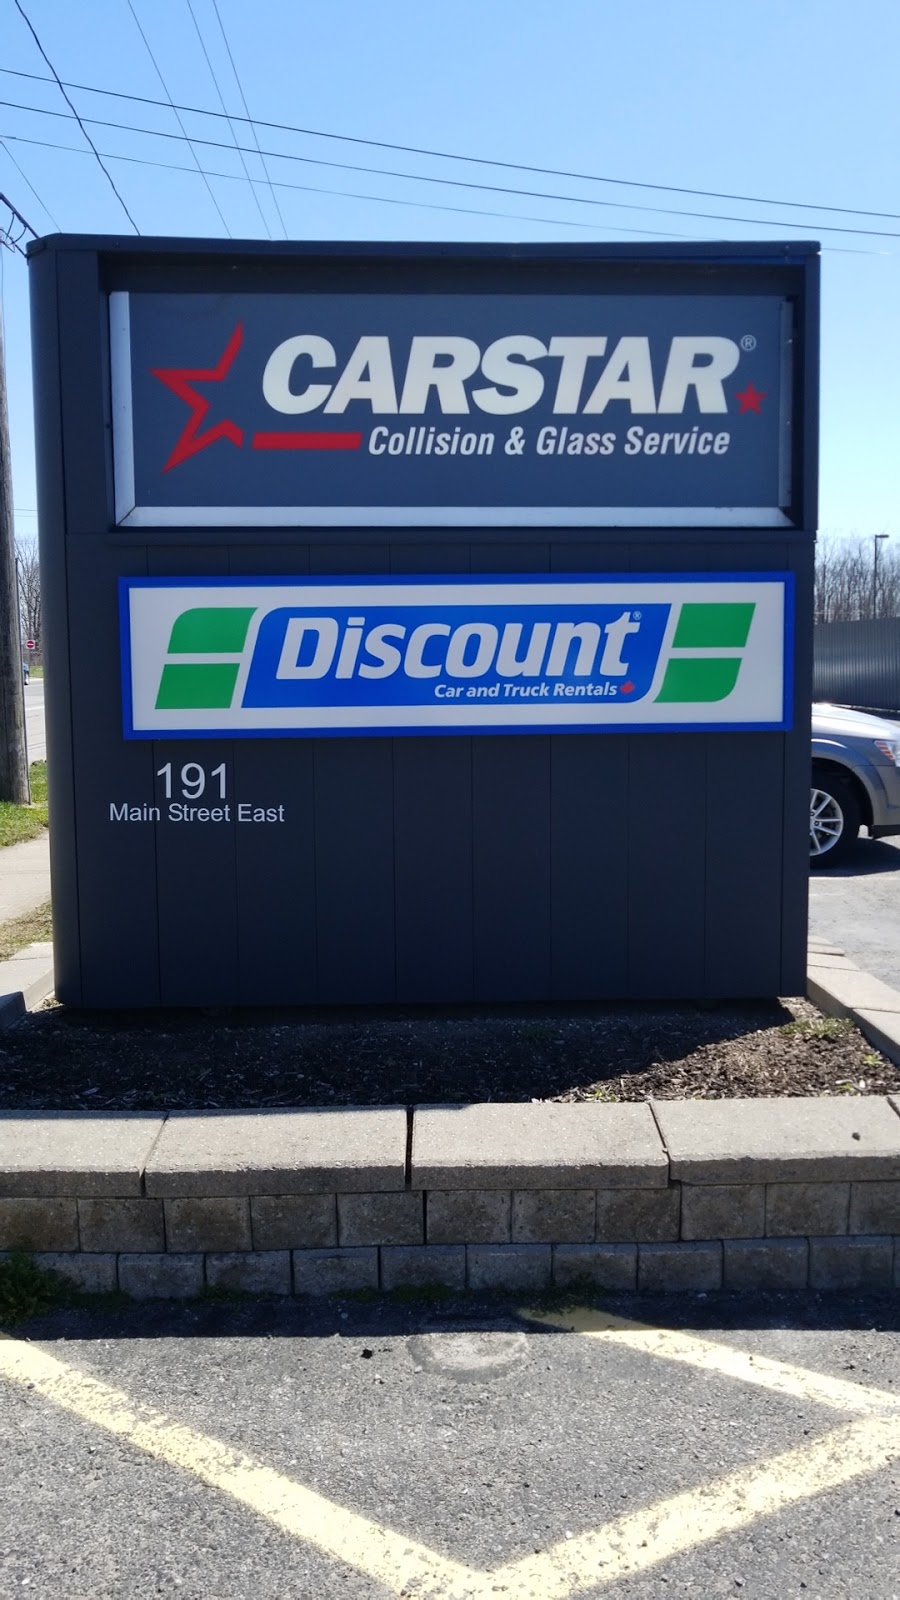 CARSTAR®
Collision & Glass Service
Discount®
Car and Truck Rentals
191
Main Street East